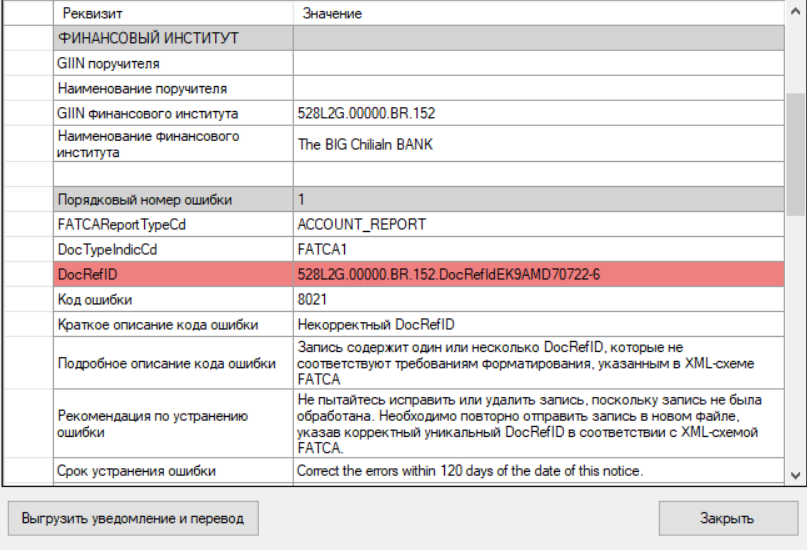 Реквизит Значение
ФИНАНСОВЫЙ ИНСТИТУТ
GIIN поручителя
Наименование поручителя
GIIN финансового института 528L2G.00000.BR.152
Наименование финансового
института
The BIG Chilialn BANK
Порядковый номер ошибки 1
FATCAReportTypeCd ACCOUNT_REPORT
DocTypeIndicCd FATCA1
DocRefID 528L2G.00000.BR.152.DocRefIdEK9AMD70722-6
Код ошибки 8021
Краткое описание кода ошибки Некорректный DocRefID
Подробное описание кода ошибки
Запись содержит один или несколько DocRefID, которые не
соответствуют требованиям форматирования, указанным в XML-схеме
FATCA
Рекомендация по устранению
ошибки
Не пытайтесь исправить или удалить запись, поскольку запись не была
обработана. Необходимо повторно отправить запись в новом файле,
указав корректный уникальный DocRefID в соответствии с XML-схемой
FATCA.
Срок устранения ошибки Correct the errors within 120 days of the date of this notice.
Выгрузить уведомление и перевод Закрыть